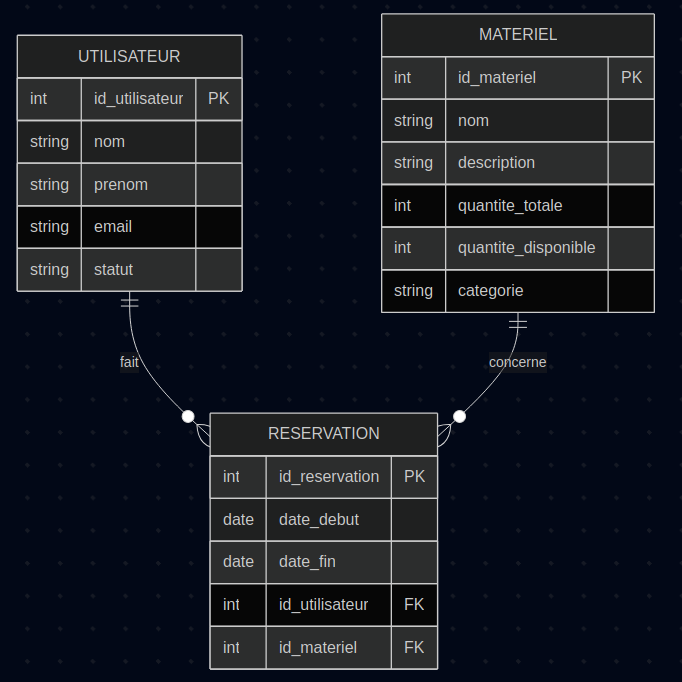 UTILISATEUR
int id_utilisateur PK
string nom
string prenom
string email
string statut
MATERIEL
int id_materiel PK
string nom
string description
int quantite_totale
int quantite_disponible
string categorie
fait
concerne
RESERVATION
int id_reservation PK
date date_debut
date date_fin
int id_utilisateur FK
int id_materiel FK